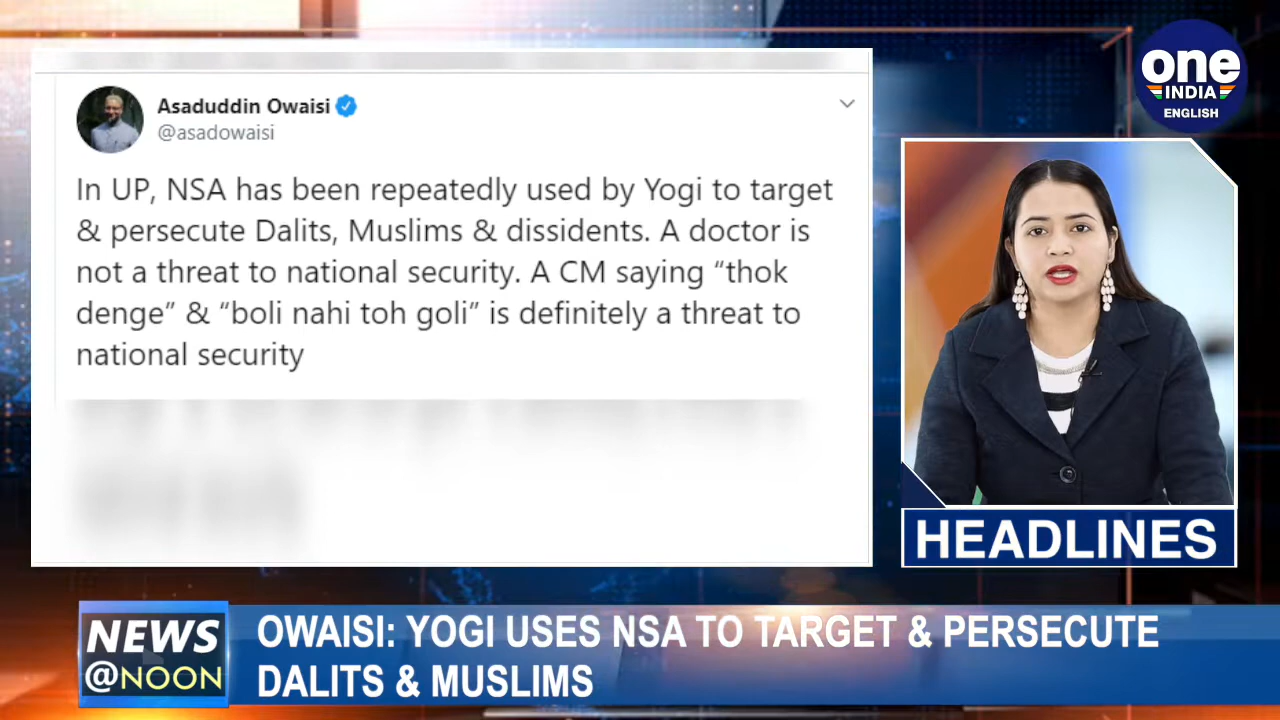 Asaduddin Owaisi
@asadowaisi
In UP, NSA has been repeatedly used by Yogi to target
& persecute Dalits, Muslims & dissidents. A doctor is
not a threat to national security. A CM saying “thok
denge” & “boli nahi toh goli” is definitely a threat to
national security
one
INDIA
ENGLISH
HEADLINES
NEWS
@NOON
OWAISI: YOGI USES NSA TO TARGET & PERSECUTE
DALITS & MUSLIMS